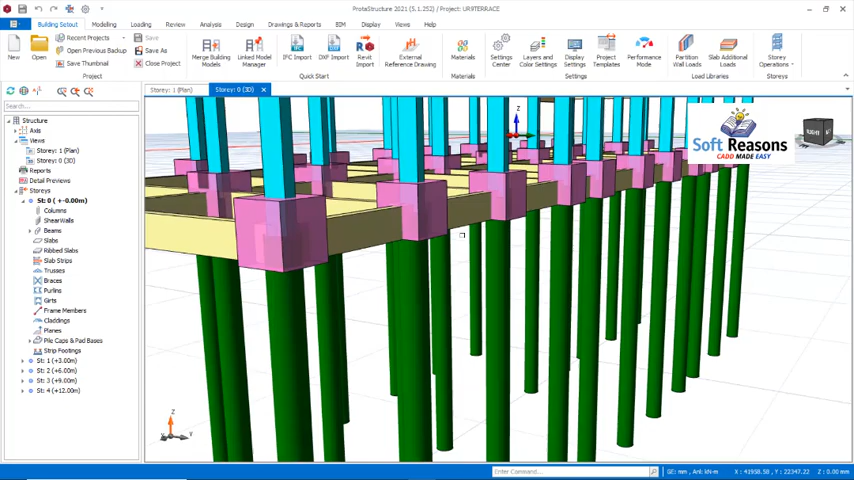 ProtaStructure 2021 (5.1.252) / Project: UR9TERRACE
Building Setout Modeling Loading Review Analysis Design Drawings & Reports BIM Display Views Help
New
Open
Recent Projects
Open Previous Backup
Save Thumbnail
Save
Save As
Close Project
Project
Merge Building Models
Linked Model Manager
IFC Import
DXF Import
Revit Import
Quick Start
External Reference Drawing
Materials
Materials
Settings Center
Layers and Color Settings
Display Settings
Project Templates
Performance Mode
Settings
Partition Wall Loads
Slab Additional Loads
Load Libraries
Storey Operations
Storeys
Storey: 1 (Plan)
Storey: 0 (3D)
Search...
Structure
Axis
Views
Storey: 1 (Plan)
Storey: 0 (3D)
Reports
Detail Previews
Storeys
St: 0 ( +-0.00m)
Columns
ShearWalls
Beams
Slabs
Ribbed Slabs
Slab Strips
Trusses
Braces
Purlins
Girts
Frame Members
Claddings
Planes
Pile Caps & Pad Bases
Strip Footings
St: 1 (+3.00m)
St: 2 (+6.00m)
St: 3 (+9.00m)
St: 4 (+12.00m)
Z
Soft Reasons
CADD MADE EASY
RIGHT
Z
X
Y
Enter Command...
mm, Anl: kN-m
X : 41958.58 , Y : 22347.22
Z: 0.00 mm